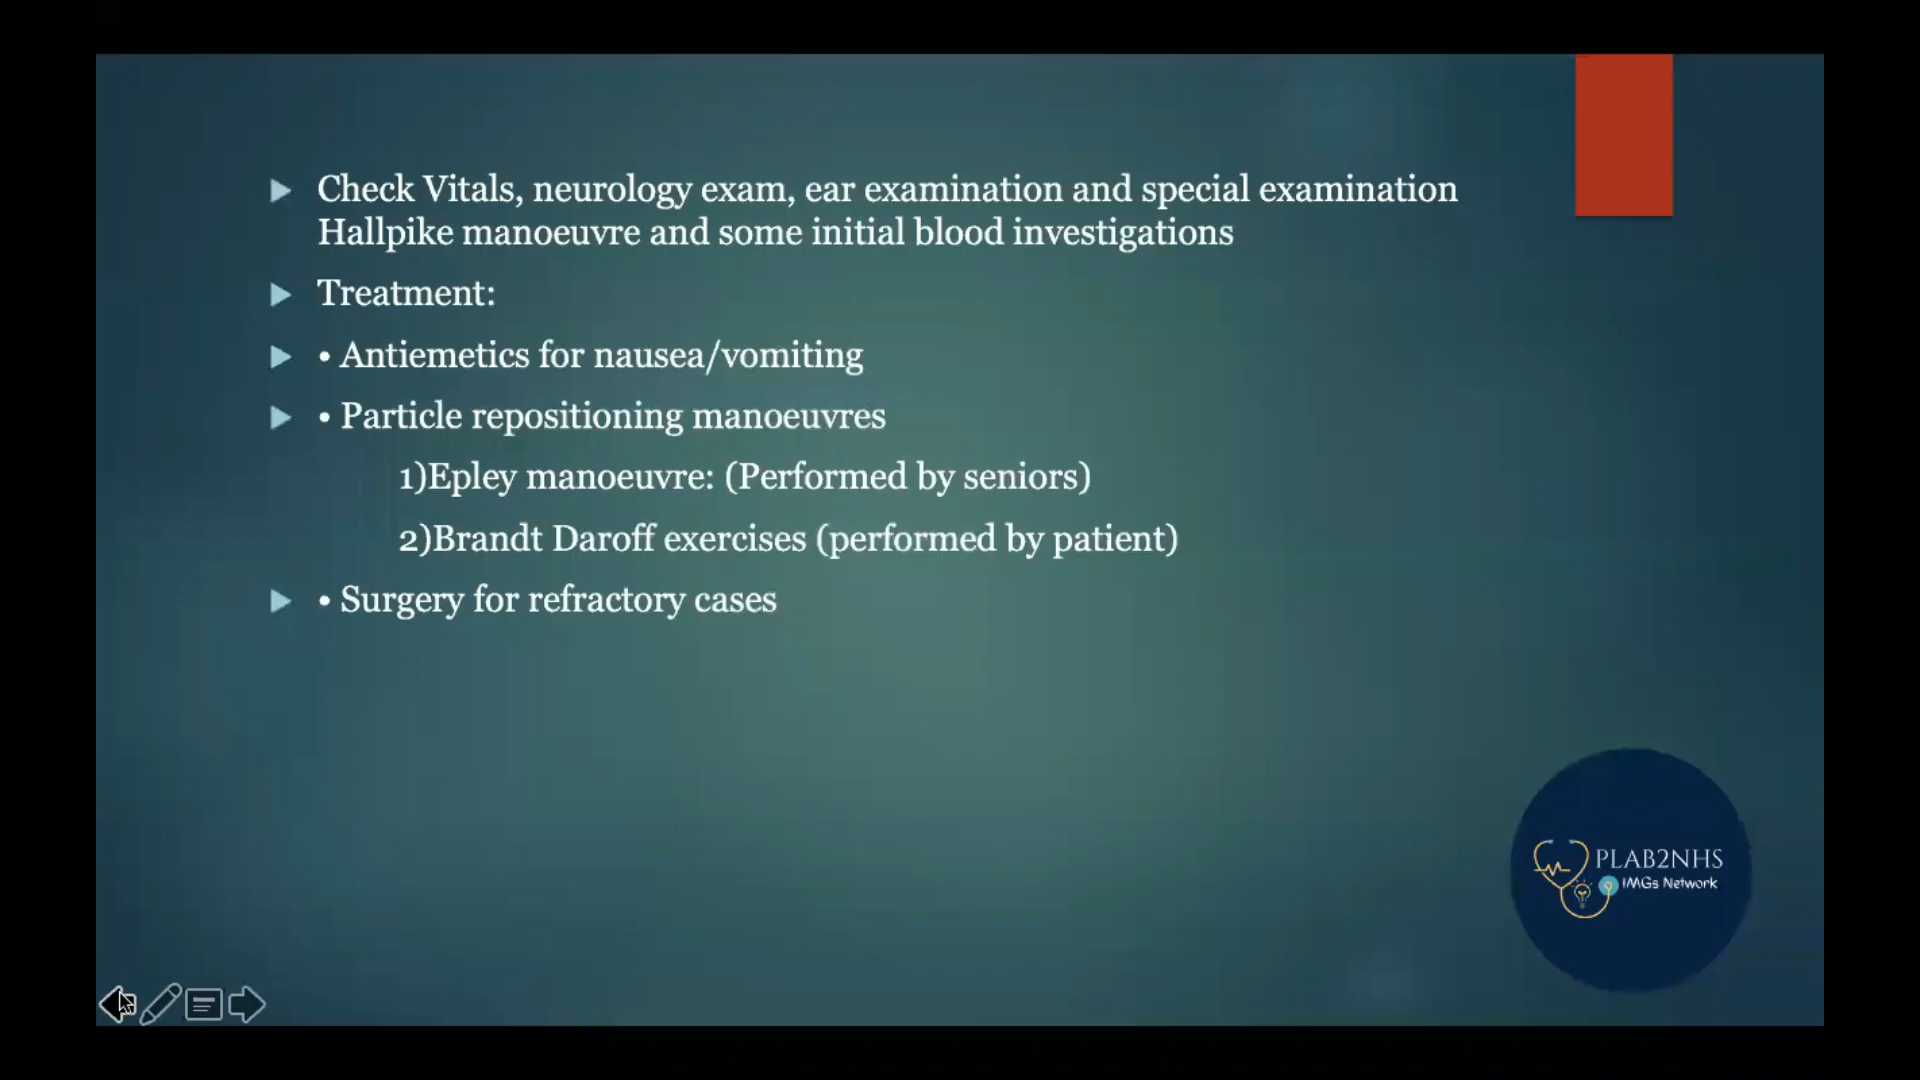 Check Vitals, neurology exam, ear examination and special examination
Hallpike manoeuvre and some initial blood investigations
Treatment:
• Antiemetics for nausea/vomiting
• Particle repositioning manoeuvres
1)Epley manoeuvre: (Performed by seniors)
2)Brandt Daroff exercises (performed by patient)
• Surgery for refractory cases
PLAB2NHS
IMGs Network